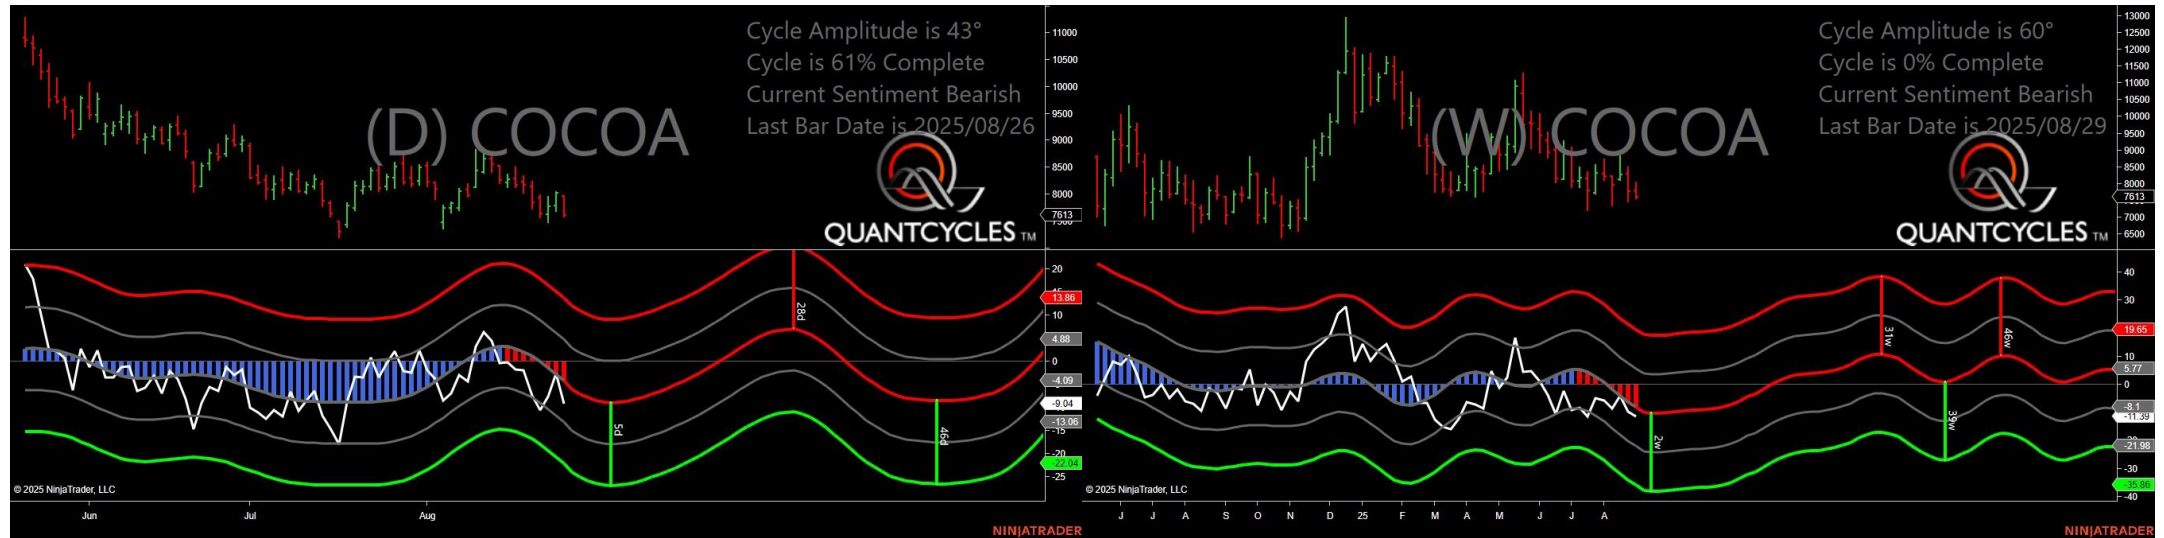 Cycle Amplitude is 43°
Cycle is 61% Complete
Current Sentiment Bearish
Last Bar Date is 2025/08/26
(D) COCOA
QUANTCYCLES TM
11000
10500
10000
9500
9000
8500
8000
7613
20
13.86
10
4.88
0
-4.09
-9.04
-13.06
-15
-22.04
-25
28d
5d
46d
© 2025 NinjaTrader, LLC
Jun Jul Aug
NINJATRADER
Cycle Amplitude is 60°
Cycle is 0% Complete
Current Sentiment Bearish
Last Bar Date is 2025/08/29
(W) COCOA
QUANTCYCLES TM
13000
12500
12000
11500
11000
10500
10000
9500
9000
8500
8000
7613
7000
6500
40
30
19.65
10
5.77
0
-8.1
-11.39
-21.98
-30
-35.86
-40
31w
46w
2w
39w
© 2025 NinjaTrader, LLC
J J A S O N D 25 F M A M J J A
NINJATRADER